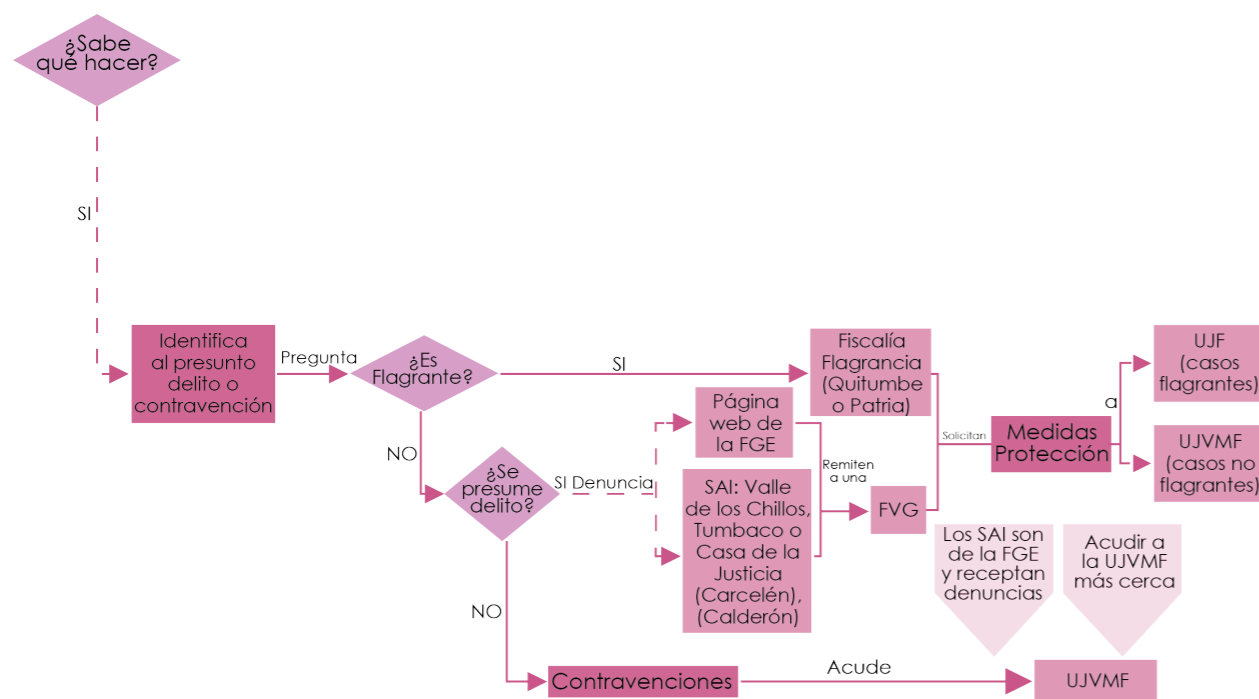 ¿Sabe
qué hacer?
SI
Identifica
al presunto
delito o
contravención
Pregunta
¿Es
Flagrante?
SI
Fiscalía
Flagrancia
(Quitumbe
o Patria)
NO
¿Se
presume
delito?
SI Denuncia
Página
web de
la FGE
SAI: Valle
de los Chillos,
Tumbaco o
Casa de la
Justicia
(Carcelén),
(Calderón)
Remiten
a una
FVG
Solicitan
Medidas
Protección
a
UJF
(casos
flagrantes)
UJVMF
(casos no
flagrantes)
Los SAI son
de la FGE
y receptan
denuncias
Acudir a
la UJVMF
más cerca
NO
Contravenciones
Acude
UJVMF